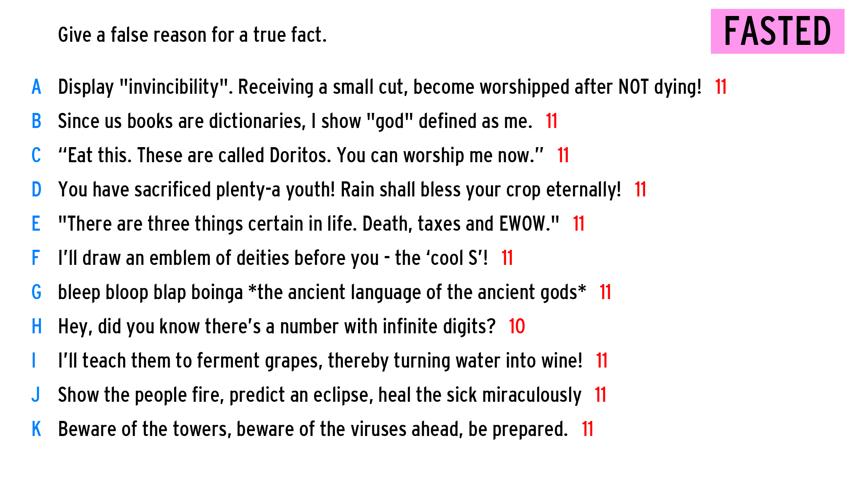 Give a false reason for a true fact.
FASTED
A Display "invincibility". Receiving a small cut, become worshipped after NOT dying! 11
B Since us books are dictionaries, I show "god" defined as me. 11
C “Eat this. These are called Doritos. You can worship me now.” 11
D You have sacrificed plenty-a youth! Rain shall bless your crop eternally! 11
E "There are three things certain in life. Death, taxes and EWOW." 11
F I’ll draw an emblem of deities before you - the ‘cool S’! 11
G bleep bloop blap boinga *the ancient language of the ancient gods* 11
H Hey, did you know there’s a number with infinite digits? 10
I I’ll teach them to ferment grapes, thereby turning water into wine! 11
J Show the people fire, predict an eclipse, heal the sick miraculously 11
K Beware of the towers, beware of the viruses ahead, be prepared. 11